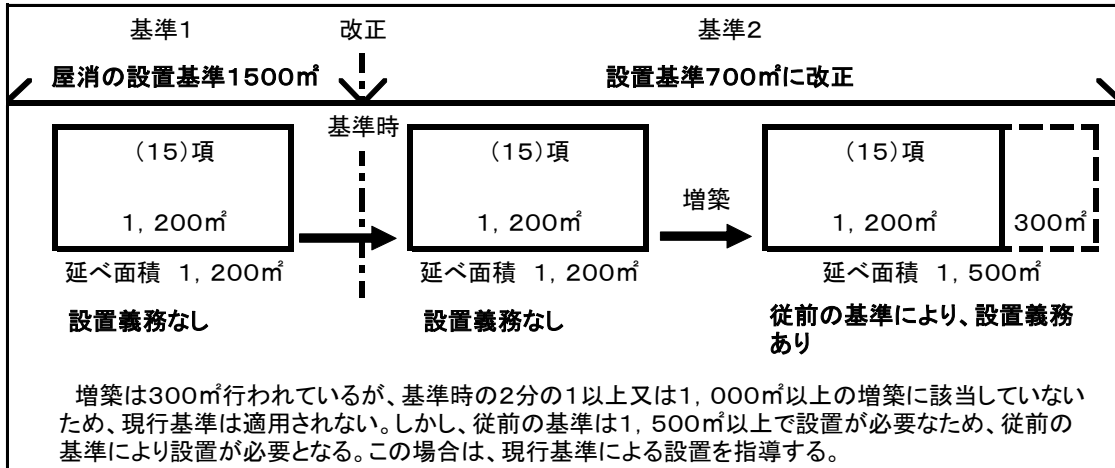 基準1 改正 基準2
屋消の設置基準1500㎡ 設置基準700㎡に改正
基準時
(15)項 (15)項 (15)項
増築
1,200㎡ 1,200㎡ 1,200㎡ 300㎡
延べ面積 1,200㎡ 延べ面積 1,200㎡ 延べ面積 1,500㎡
設置義務なし 設置義務なし 従前の基準により、設置義務
あり
増築は300㎡行われているが、基準時の2分の1以上又は1,000㎡以上の増築に該当していない
ため、現行基準は適用されない。しかし、従前の基準は1,500㎡以上で設置が必要なため、従前の
基準により設置が必要となる。この場合は、現行基準による設置を指導する。